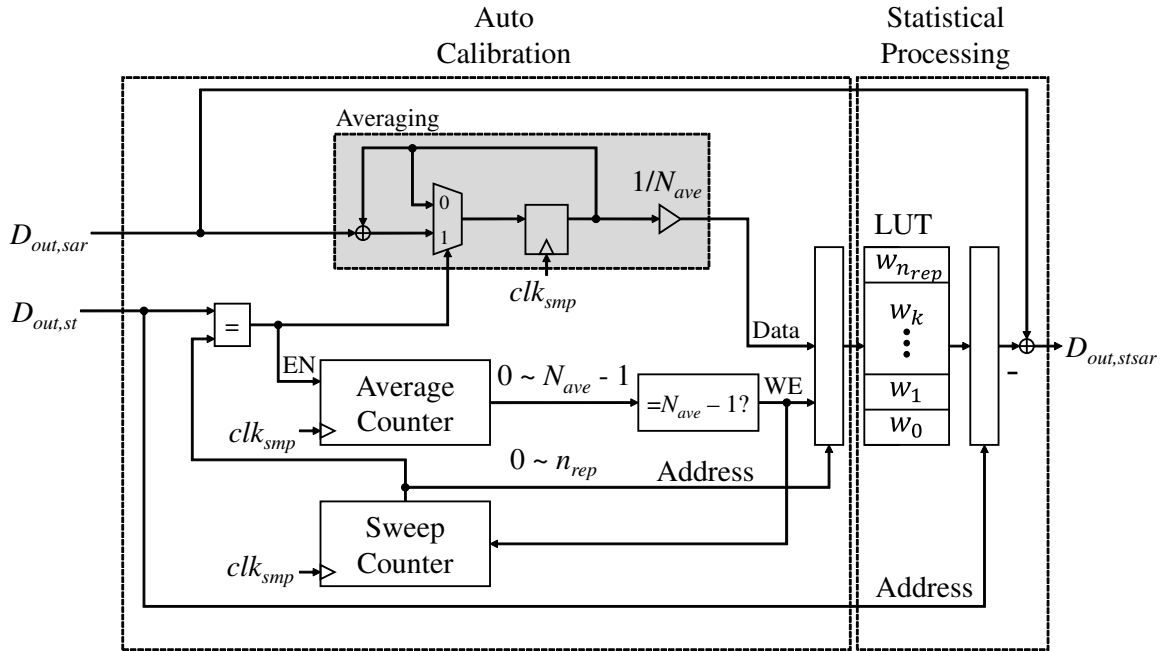 Auto
Calibration
Statistical
Processing
Averaging
1/N_ave
0
1
D_out,sar
clk_smp
LUT
w_n_rep
w_k
⋮
w_1
w_0
D_out,st
=
Data
EN
Average
Counter
0 ~ N_ave - 1
=N_ave – 1?
WE
clk_smp
0 ~ n_rep
Address
Sweep
Counter
clk_smp
-
D_out,stsar
Address